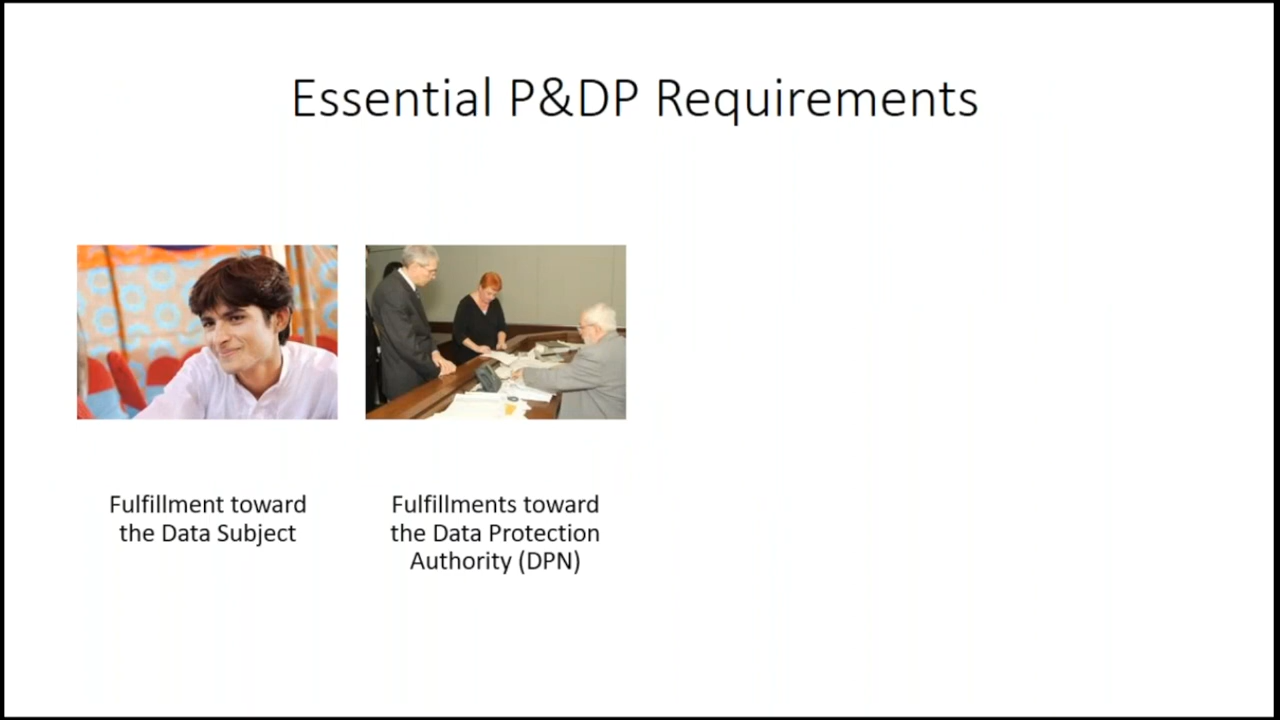 Essential P&DP Requirements
Fulfillment toward
the Data Subject
Fulfillments toward
the Data Protection
Authority (DPN)